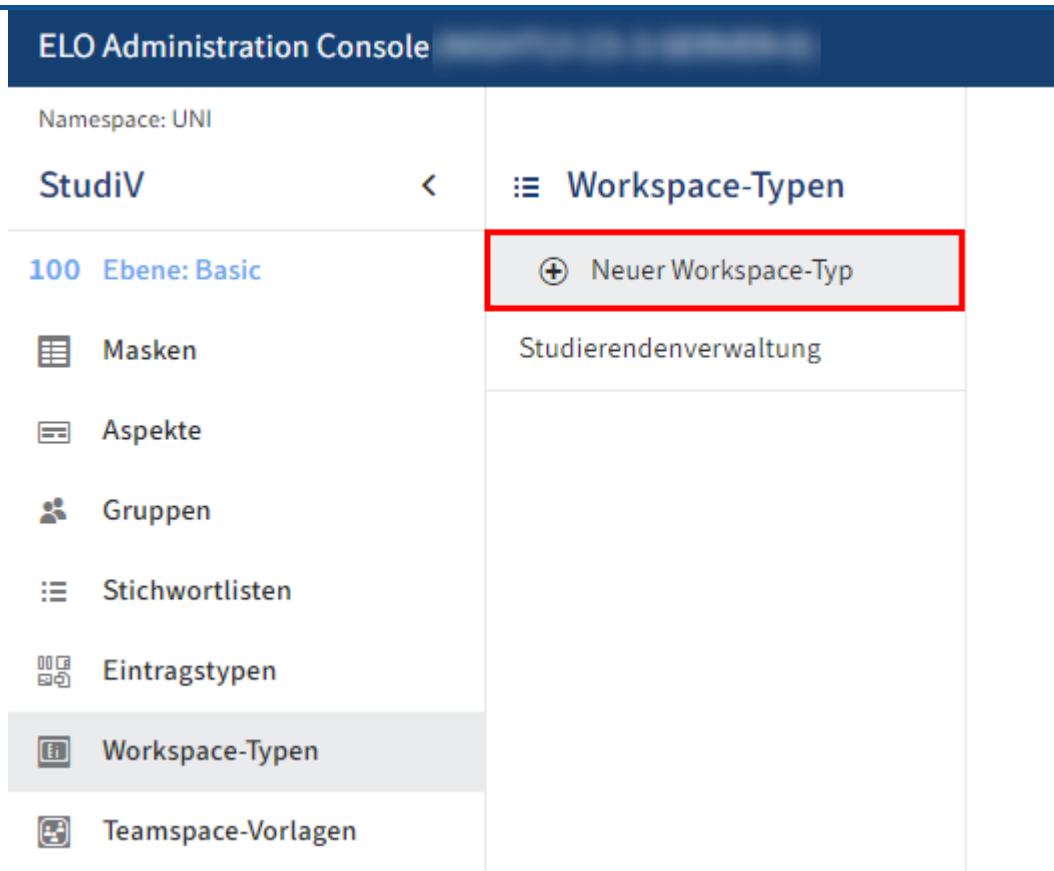 ELO Administration Console
Namespace: UNI
StudiV
100 Ebene: Basic
Masken
Aspekte
Gruppen
Stichwortlisten
Eintragstypen
Workspace-Typen
Teamspace-Vorlagen
Workspace-Typen
Neuer Workspace-Typ
Studierendenverwaltung